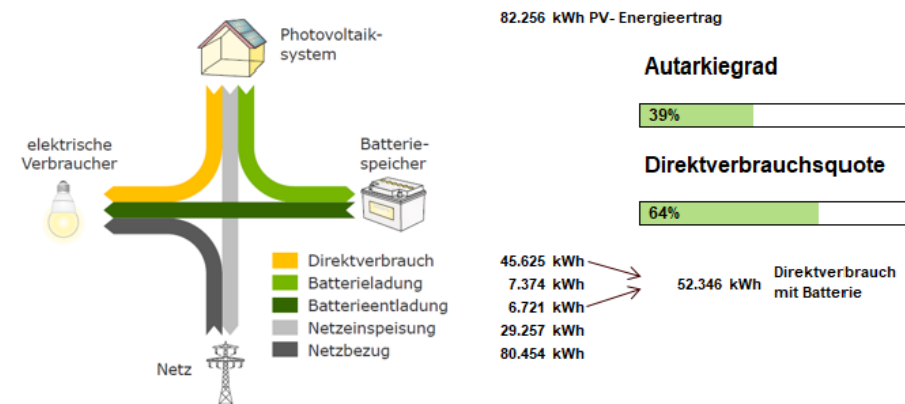 82.256 kWh PV- Energieertrag
Photovoltaik-
system
Autarkiegrad
39%
elektrische
Verbraucher
Batterie-
speicher
Direktverbrauchsquote
64%
Direktverbrauch
Batterieladung
Batterieentladung
Netzeinspeisung
Netzbezug
Netz
45.625 kWh
7.374 kWh
6.721 kWh
29.257 kWh
80.454 kWh
52.346 kWh
Direktverbrauch
mit Batterie